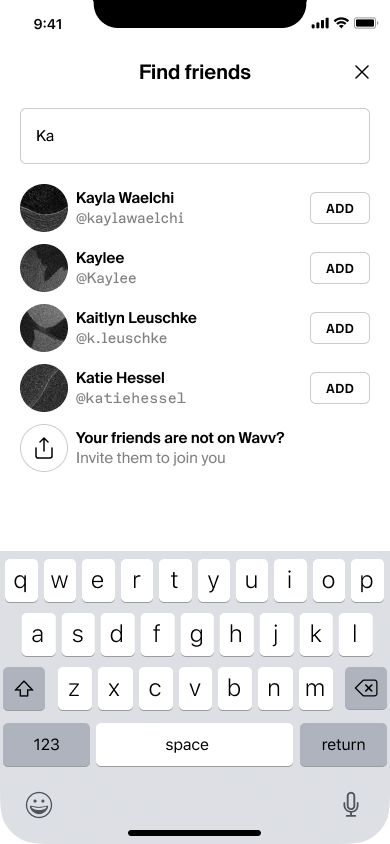 9:41
Find friends
Ka
Kayla Waelchi
@kaylawaelchi
ADD
Kaylee
@Kaylee
ADD
Kaitlyn Leuschke
@k.leuschke
ADD
Katie Hessel
@katiehessel
ADD
Your friends are not on Wavv?
Invite them to join you
q w e r t y u i o p
a s d f g h j k l
z x c v b n m
123 space return